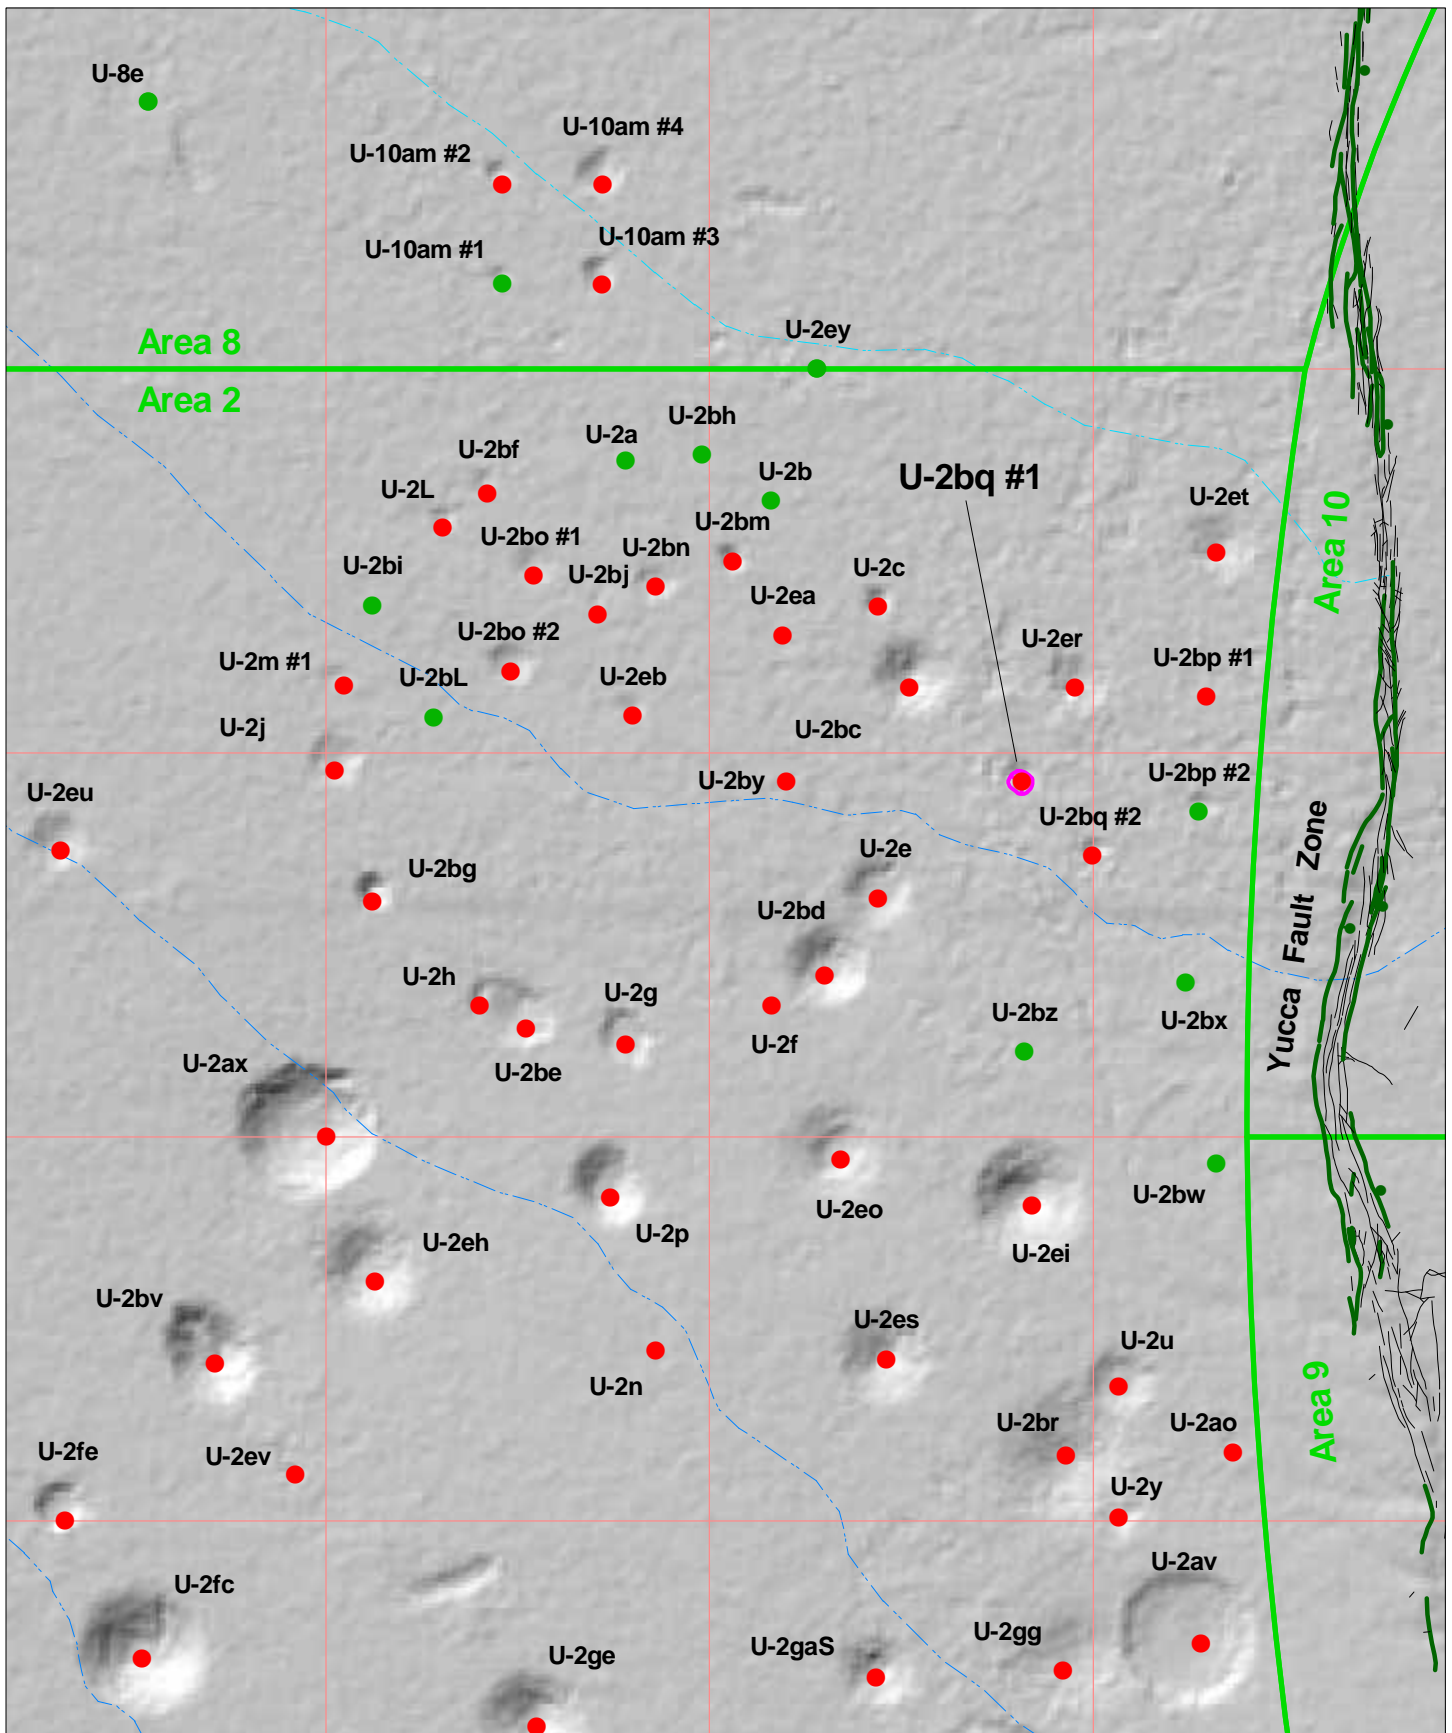 U-8e
U-10am #4
U-10am #2
U-10am #3
U-10am #1
U-2ey
Area 8
Area 2
U-2bh
U-2a
U-2bf
U-2b
U-2bq #1
U-2L
U-2et
U-2bm
U-2bo #1
U-2bn
Area 10
U-2bi
U-2bj
U-2c
U-2ea
U-2bo #2
U-2er
U-2bp #1
U-2m #1
U-2bL
U-2eb
U-2j
U-2bc
U-2bp #2
U-2by
U-2eu
U-2bq #2
U-2e
U-2bg
Yucca Fault Zone
U-2bd
U-2h
U-2g
U-2bz
U-2bx
U-2f
U-2ax
U-2be
U-2bw
U-2eo
U-2p
U-2eh
U-2ei
U-2bv
U-2es
U-2u
U-2n
Area 9
U-2br
U-2ao
U-2fe
U-2ev
U-2y
U-2av
U-2fc
U-2gg
U-2gaS
U-2ge